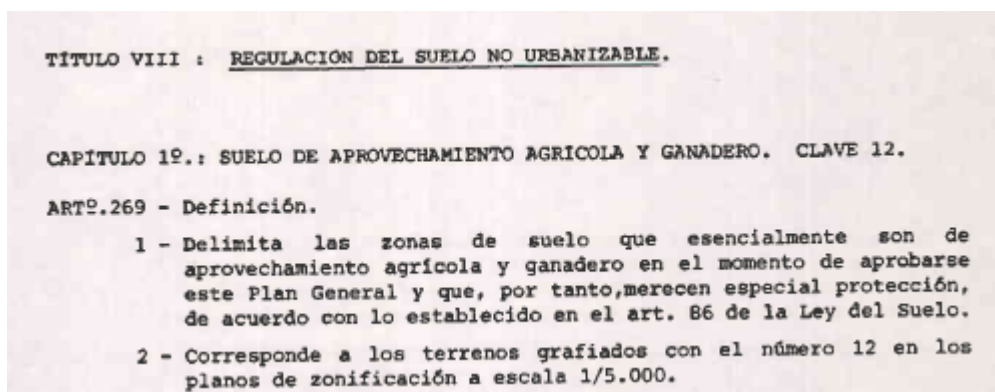 TÍTULO VIII : REGULACION DEL SUELO NO URBANIZABLE.
CAPÍTULO 1º.: SUELO DE APROVECHAMIENTO AGRICOLA Y GANADERO. CLAVE 12.
ARTº.269 - Definición.
1 - Delimita las zonas de suelo que esencialmente son de
aprovechamiento agrícola y ganadero en el momento de aprobarse
este Plan General y que, por tanto,merecen especial protección,
de acuerdo con lo establecido en el art. 86 de la Ley del Suelo.
2 - Corresponde a los terrenos grafiados con el número 12 en los
planos de zonificación a escala 1/5.000.